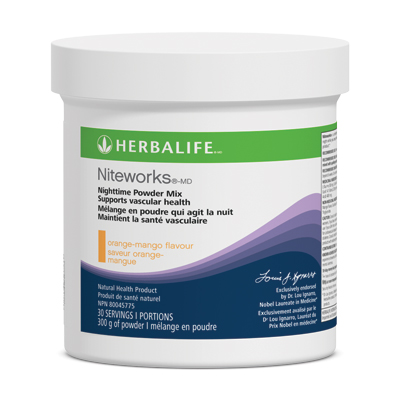 HERBALIFE
Niteworks®-MD
Nighttime Powder Mix
Supports vascular health
Mélange en poudre qui agit la nuit
Maintient la santé vasculaire
orange-mango flavour
saveur orange-
mangue
Natural Health Product
Produit de santé naturel
NPN 80045775
30 SERVINGS I PORTIONS
300 g of powder I mélange en poudre
Louis J. Ignarro
Exclusively endorsed
by Dr. Lou Ignarro,
Nobel Laureate in Medicine†
Exclusivement avalisé par le
Dr Lou Ignarro, Lauréat du
Prix Nobel en médecine†